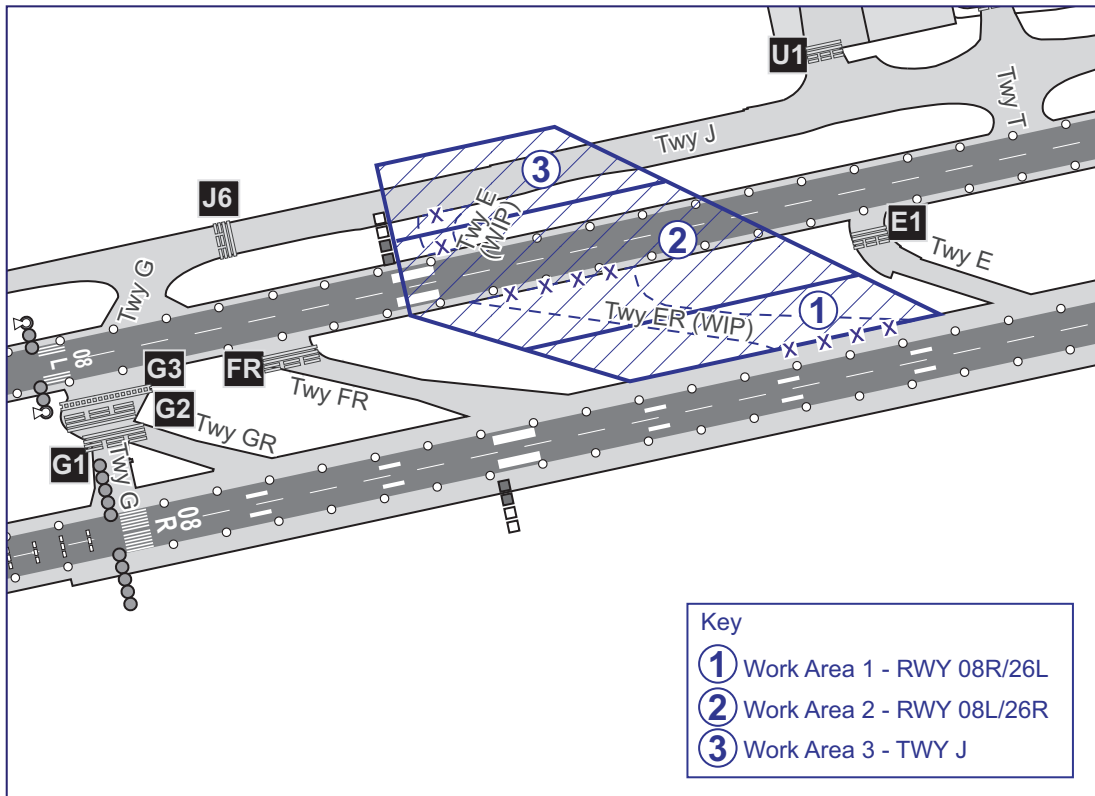 U1
Twy T
Twy J
3
J6
Twy E
(WIP)
2
E1
Twy E
Twy G
1
Twy ER (WIP)
08
L
G3
FR
G2
Twy FR
Twy GR
G1
Twy G
08
R
Key
1 Work Area 1 - RWY 08R/26L
2 Work Area 2 - RWY 08L/26R
3 Work Area 3 - TWY J